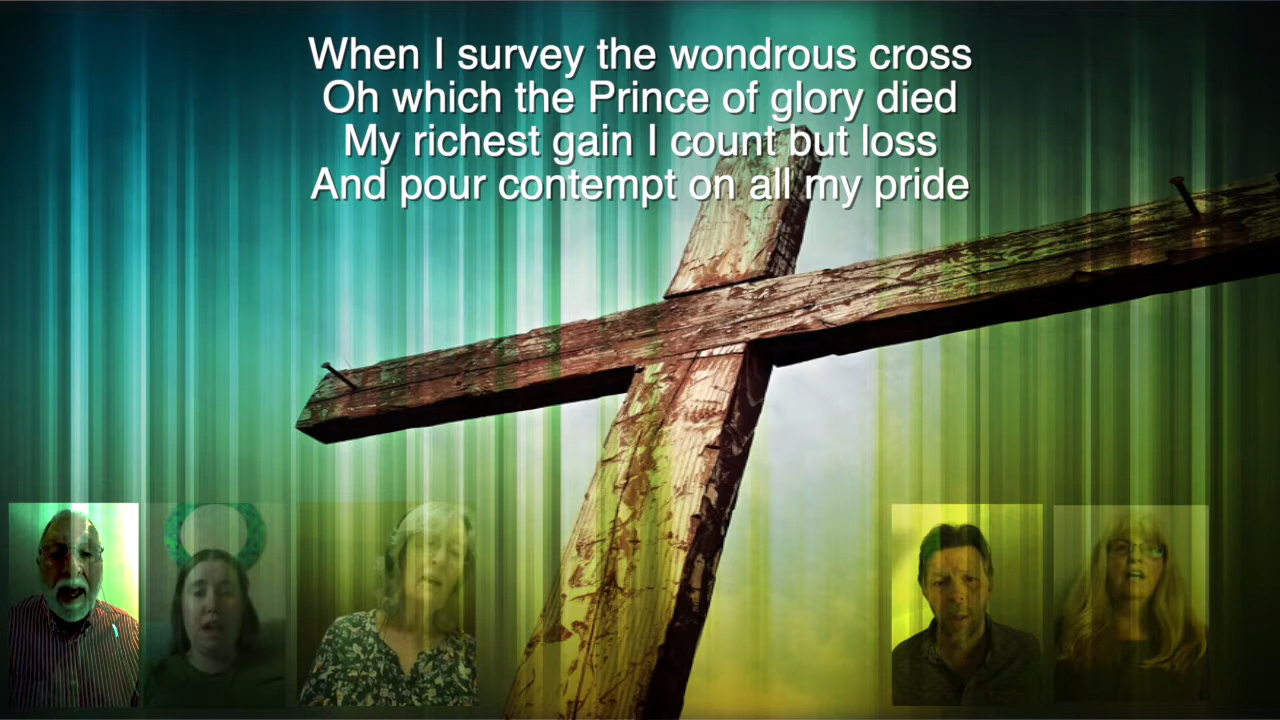 When I survey the wondrous cross
Oh which the Prince of glory died
My richest gain I count but loss
And pour contempt on all my pride